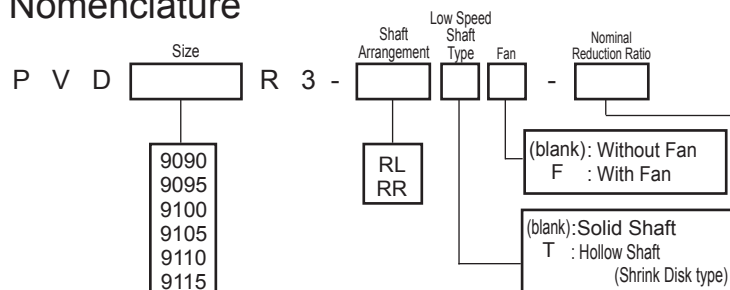 Nomenclature
Size
Shaft
Arrangement
Low Speed
Shaft
Type
Fan
Nominal
Reduction Ratio
P V D R 3 - -
9090
9095
9100
9105
9110
9115
RL
RR
(blank): Without Fan
F : With Fan
(blank):Solid Shaft
T : Hollow Shaft
(Shrink Disk type)